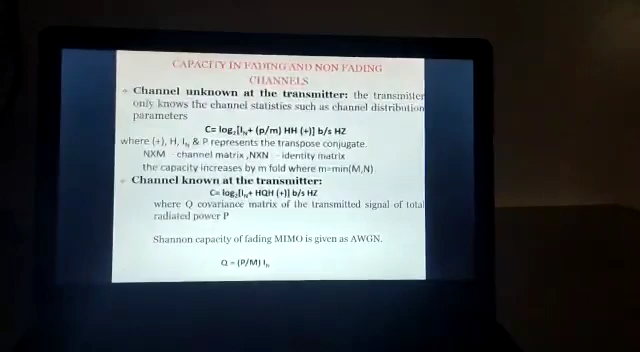 CAPACITY IN FADING AND NON FADING
CHANNELS
Channel unknown at the transmitter: the transmitter
only knows the channel statistics such as channel distribution
parameters
C= log₂[Iₙ+ (p/m) HH (+)] b/s HZ
where (+), H, Iₙ & P represents the transpose conjugate.
NXM – channel matrix ,NXN – identity matrix
the capacity increases by m fold where m=min(M,N)
Channel known at the transmitter:
C= log₂[Iₙ+ HQH (+)] b/s HZ
where Q covariance matrix of the transmitted signal of total
radiated power P
Shannon capacity of fading MIMO is given as AWGN.
Q = (P/M) Iₙ